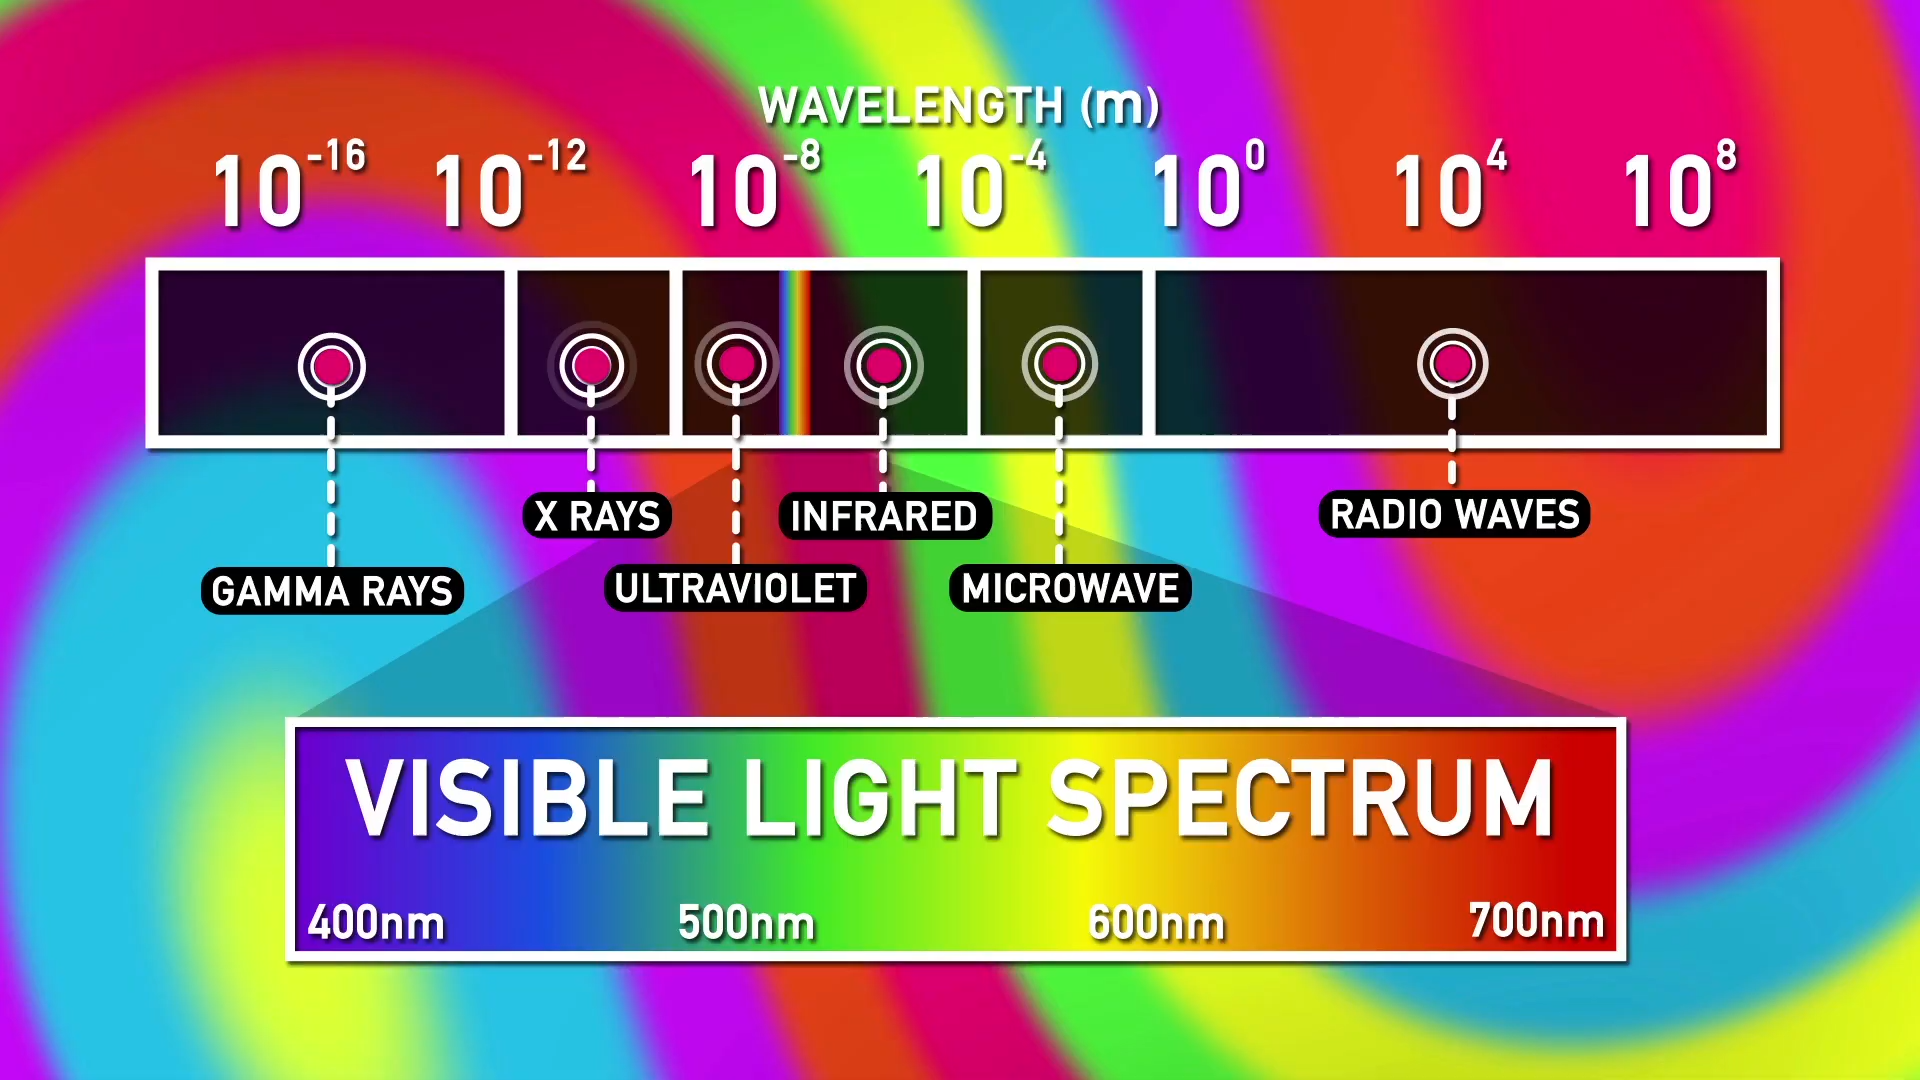 WAVELENGTH (m)
10⁻¹⁶ 10⁻¹² 10⁻⁸ 10⁻⁴ 10⁰ 10⁴ 10⁸
X RAYS INFRARED RADIO WAVES
GAMMA RAYS ULTRAVIOLET MICROWAVE
VISIBLE LIGHT SPECTRUM
400nm 500nm 600nm 700nm